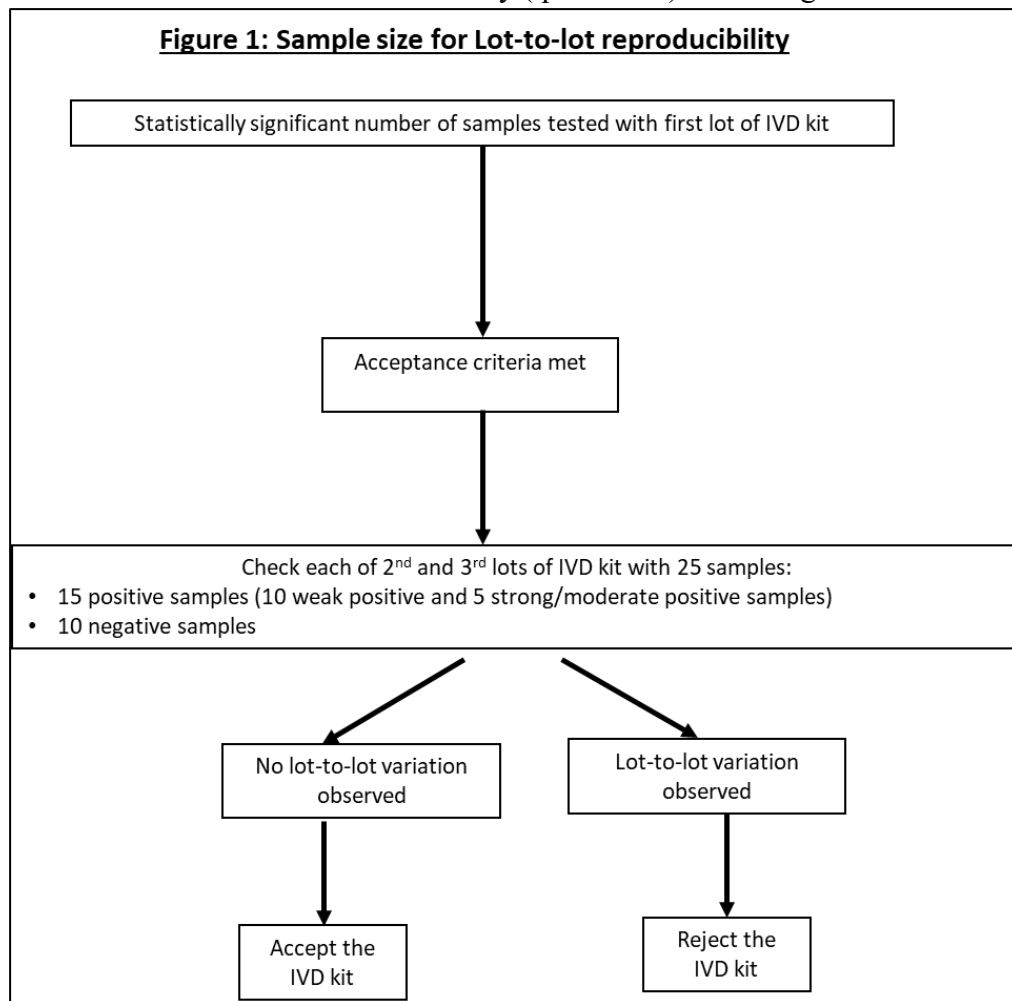 Figure 1: Sample size for Lot-to-lot reproducibility
Statistically significant number of samples tested with first lot of IVD kit
Acceptance criteria met
Check each of 2nd and 3rd lots of IVD kit with 25 samples:
• 15 positive samples (10 weak positive and 5 strong/moderate positive samples)
• 10 negative samples
No lot-to-lot variation
observed
Lot-to-lot variation
observed
Accept the
IVD kit
Reject the
IVD kit